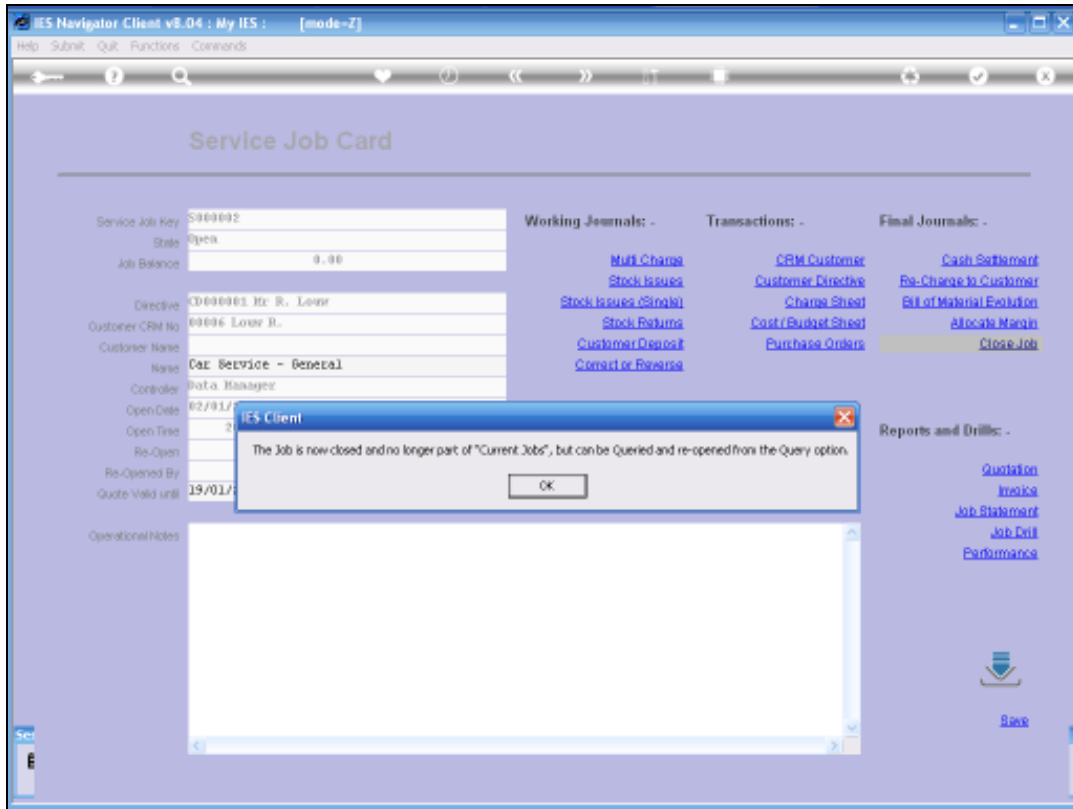 IES Navigator Client v8.04 : My IES : [mode=Z]
Help Submit Quit Functions Commands
Service Job Card
Service Job Key S000002
State Open
Job Balance 0.00
Directive CD000001 Mr R. Louw
Customer CRM No 00006 Louw R.
Customer Name
Name Car Service - General
Controller Data Manager
Open Date 02/01/
Open Time 2
Re-Open
Re-Opened By
Quote Valid until 19/01/
Operational Notes
Working Journals: -
Multi Charge
Stock Issues
Stock Issues (Single)
Stock Returns
Customer Deposit
Correct or Reverse
Transactions: -
CRM Customer
Customer Directive
Charge Sheet
Cost / Budget Sheet
Purchase Orders
Final Journals: -
Cash Settlement
Re-Charge to Customer
Bill of Material Evolution
Allocate Margin
Close Job
IES Client
The Job is now closed and no longer part of "Current Jobs", but can be Queried and re-opened from the Query option.
OK
Reports and Drills: -
Quotation
Invoice
Job Statement
Job Drill
Performance
Save
Ser